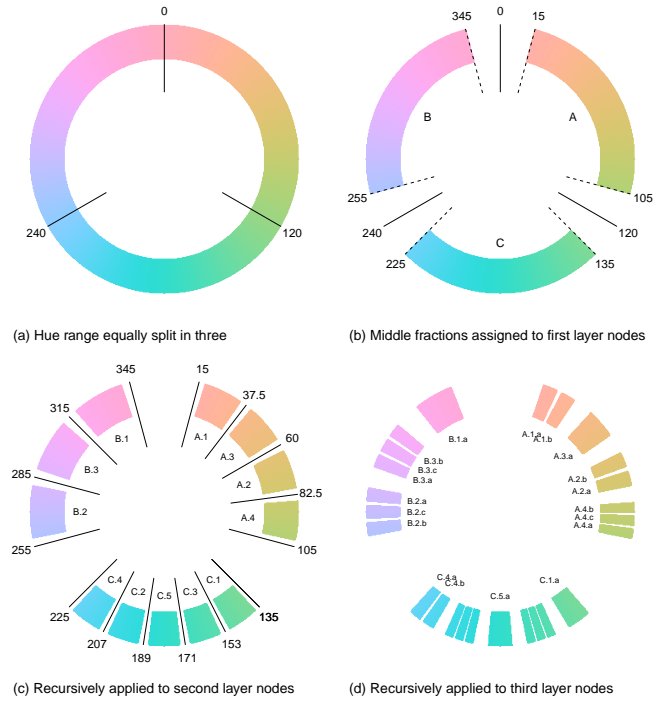 0
240
120
(a) Hue range equally split in three
0
345
15
B
A
255
105
240
120
C
225
135
(b) Middle fractions assigned to first layer nodes
345
15
315
37.5
B.1
A.1
60
B.3
A.3
285
A.2
82.5
B.2
A.4
255
105
C.4
C.1
C.2
C.3
C.5
225
135
207
153
189
171
(c) Recursively applied to second layer nodes
B.1.a
A.1.a
A.1.b
B.3.b
A.3.a
B.3.c
B.3.a
A.2.b
A.2.a
B.2.a
A.4.b
B.2.c
A.4.c
B.2.b
A.4.a
C.4.a
C.4.b
C.1.a
C.5.a
(d) Recursively applied to third layer nodes